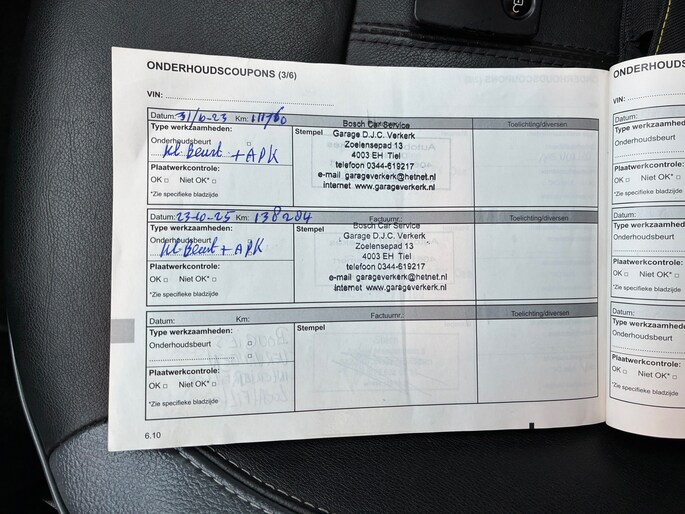 ONDERHOUDSCOUPONS (3/6)
VIN:
Datum: 31/10-23 Km: 111760
Type werkzaamheden:
Onderhoudsbeurt
Kl Beurt + APK
Plaatwerkcontrole:
OK Niet OK*
*Zie specifieke bladzijde
Stempel
Bosch Car Service
Garage D.J.C. Verkerk
Zoelensepad 13
4003 EH Tiel
telefoon 0344-619217
e-mail garageverkerk@hetnet.nl
internet www.garageverkerk.nl
Toelichting/diversen
Datum: 23-10-25 Km: 138284 Factuurnr.:
Type werkzaamheden:
Onderhoudsbeurt
Kl Beurt + APK
Plaatwerkcontrole:
OK Niet OK*
*Zie specifieke bladzijde
Stempel
Bosch Car Service
Garage D.J.C. Verkerk
Zoelensepad 13
4003 EH Tiel
telefoon 0344-619217
e-mail garageverkerk@hetnet.nl
internet www.garageverkerk.nl
Toelichting/diversen
Datum: Km: Factuurnr.:
Type werkzaamheden:
Onderhoudsbeurt
Plaatwerkcontrole:
OK Niet OK*
*Zie specifieke bladzijde
Stempel
Toelichting/diversen
6.10
ONDERHOUDSCO
VIN:
Datum:
Type werkzaamheden:
Onderhoudsbeurt
Plaatwerkcontrole:
OK Niet OK*
*Zie specifieke bladzijde
Datum:
Type werkzaamhede
Onderhoudsbeurt
Plaatwerkcontrole:
OK Niet OK*
*Zie specifieke bladzijde
Datum:
Type werkzaamhed
Onderhoudsbeurt
Plaatwerkcontrole:
OK Niet OK*
*Zie specifieke bladzijde